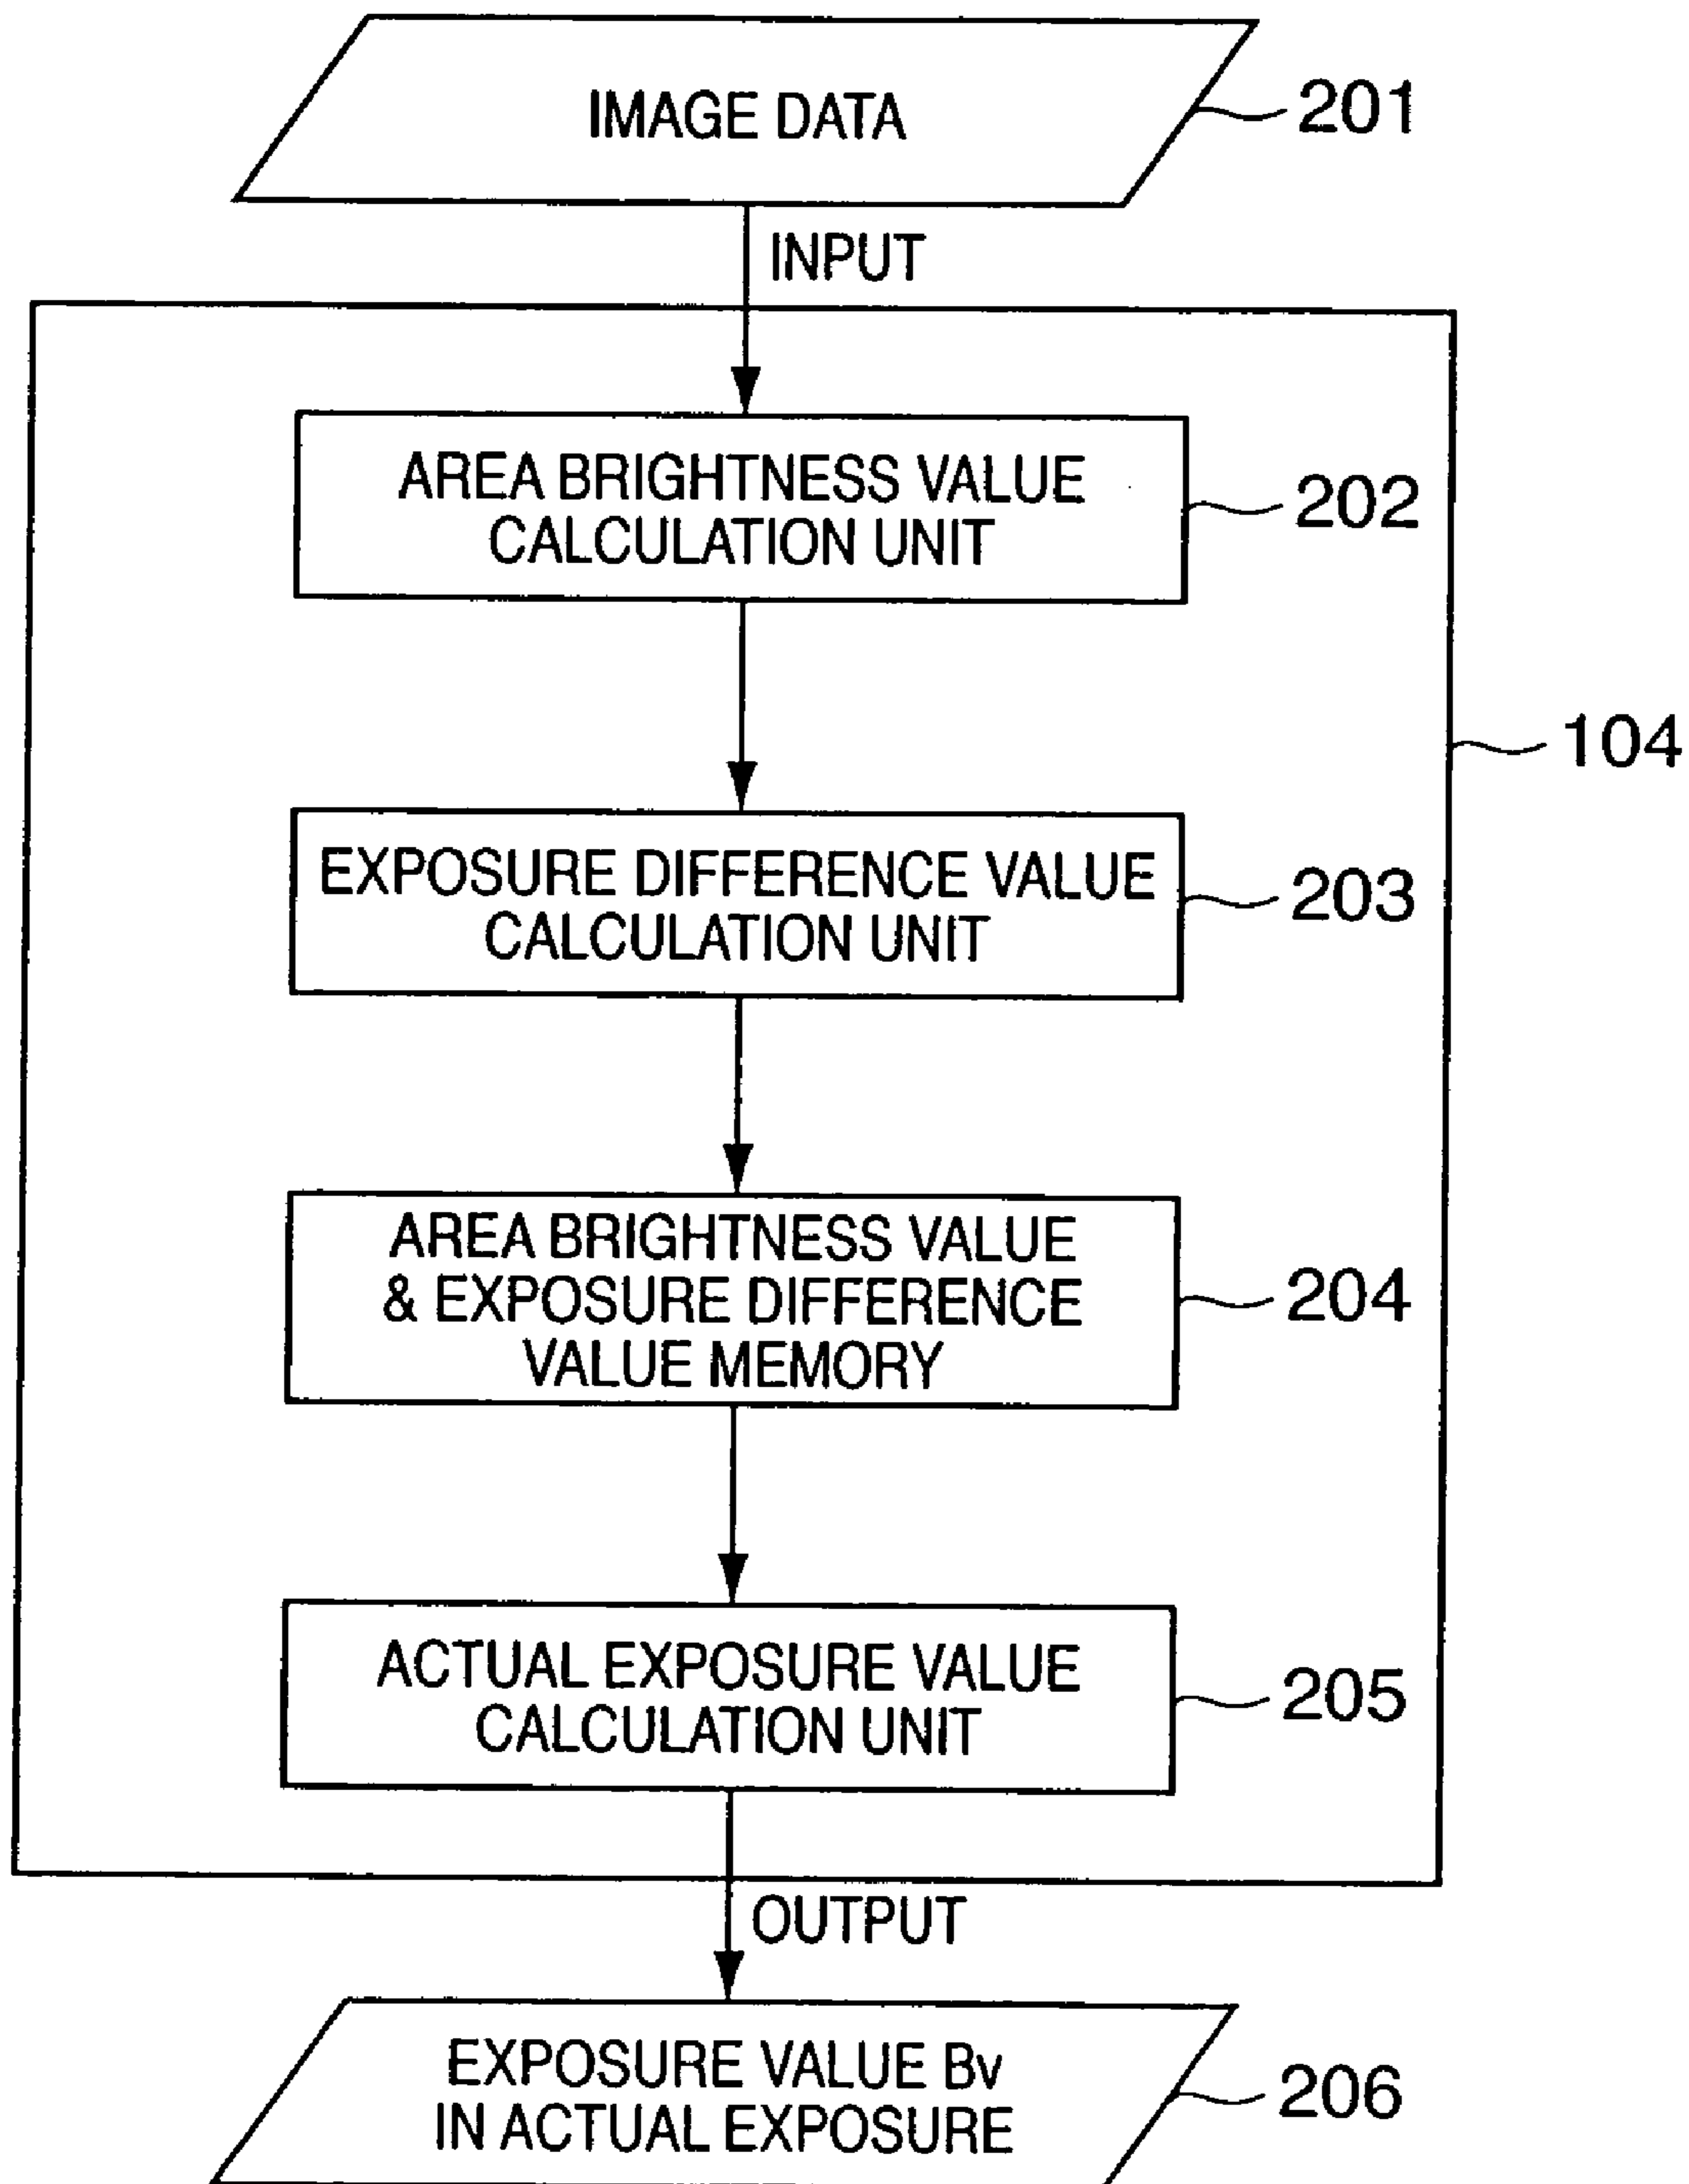 IMAGE DATA
201
INPUT
AREA BRIGHTNESS VALUE
CALCULATION UNIT
202
104
EXPOSURE DIFFERENCE VALUE
CALCULATION UNIT
203
AREA BRIGHTNESS VALUE
& EXPOSURE DIFFERENCE
VALUE MEMORY
204
ACTUAL EXPOSURE VALUE
CALCULATION UNIT
205
OUTPUT
EXPOSURE VALUE Bv
IN ACTUAL EXPOSURE
206